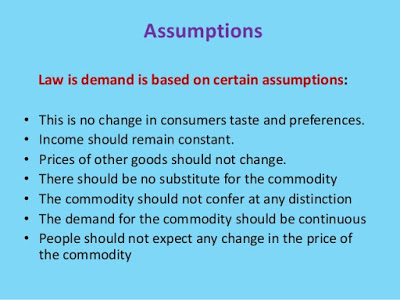 Assumptions
Law is demand is based on certain assumptions:
• This is no change in consumers taste and preferences.
• Income should remain constant.
• Prices of other goods should not change.
• There should be no substitute for the commodity
• The commodity should not confer at any distinction
• The demand for the commodity should be continuous
• People should not expect any change in the price of
the commodity